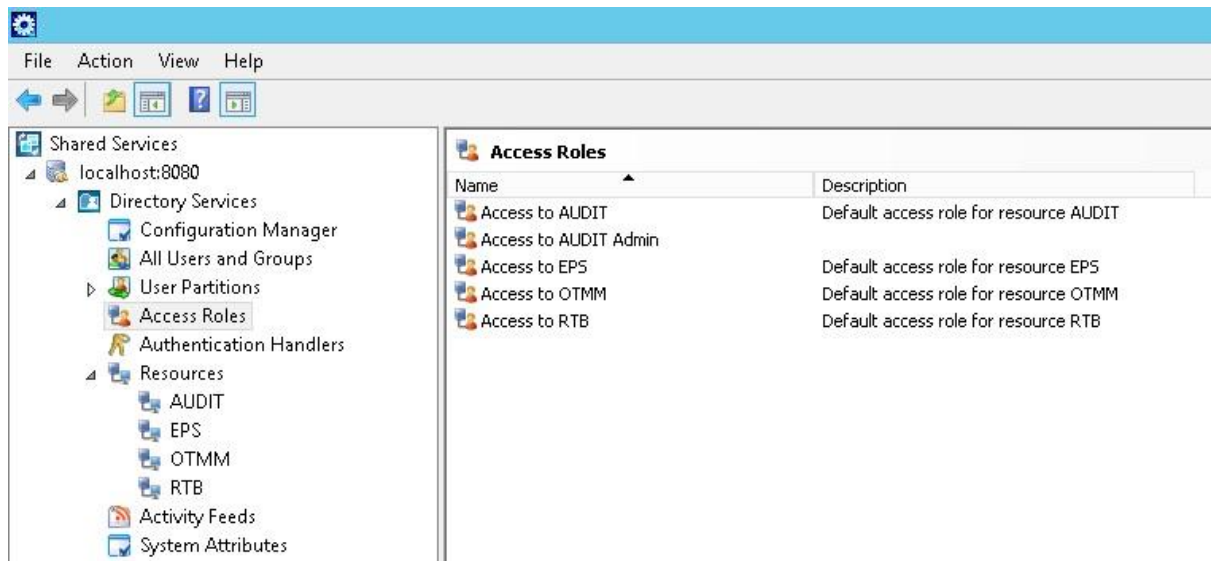 File Action View Help
Shared Services
localhost:8080
Directory Services
Configuration Manager
All Users and Groups
User Partitions
Access Roles
Authentication Handlers
Resources
AUDIT
EPS
OTMM
RTB
Activity Feeds
System Attributes
Access Roles
Name Description
Access to AUDIT Default access role for resource AUDIT
Access to AUDIT Admin
Access to EPS Default access role for resource EPS
Access to OTMM Default access role for resource OTMM
Access to RTB Default access role for resource RTB